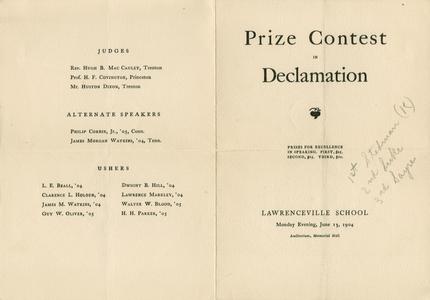 JUDGES
Rev. Hugh B. Mac Cauley, Trenton
Prof. H. F. Covington, Princeton
Mr. Huston Dixon, Trenton
ALTERNATE SPEAKERS
Philip Corbin, Jr., '05, Conn.
James Morgan Watkins, '04, Tenn.
USHERS
L. E. Beall, '04
Clarence L. Holden, '04
James M. Watkins, '04
Guy W. Oliver, '05
Dwight B. Hill, '04
Lawrence Markley, '04
Walter W. Blood, '05
H. H. Parker, '05
Prize Contest
IN
Declamation
PRIZES FOR EXCELLENCE
IN SPEAKING. FIRST, $25.
SECOND, $15. THIRD, $10.
1st Stedman (K)
2nd
3rd
LAWRENCEVILLE SCHOOL
Monday Evening, June 13, 1904
Auditorium, Memorial Hall